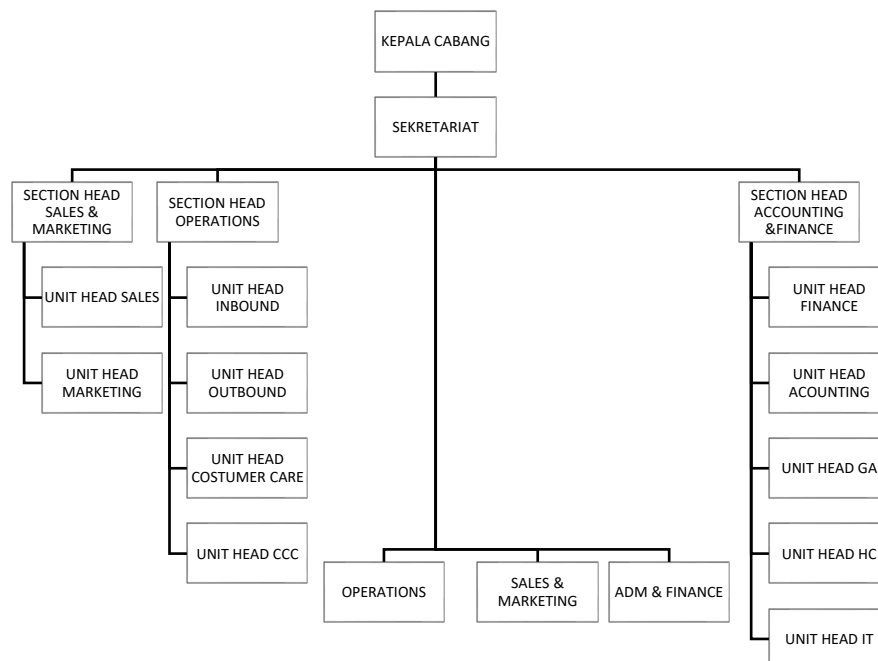 KEPALA CABANG
SEKRETARIAT
SECTION HEAD
SALES &
MARKETING
UNIT HEAD SALES
UNIT HEAD
MARKETING
SECTION HEAD
OPERATIONS
UNIT HEAD
INBOUND
UNIT HEAD
OUTBOUND
UNIT HEAD
COSTUMER CARE
UNIT HEAD CCC
OPERATIONS
SALES &
MARKETING
ADM & FINANCE
SECTION HEAD
ACCOUNTING
&FINANCE
UNIT HEAD
FINANCE
UNIT HEAD
ACOUNTING
UNIT HEAD GA
UNIT HEAD HC
UNIT HEAD IT